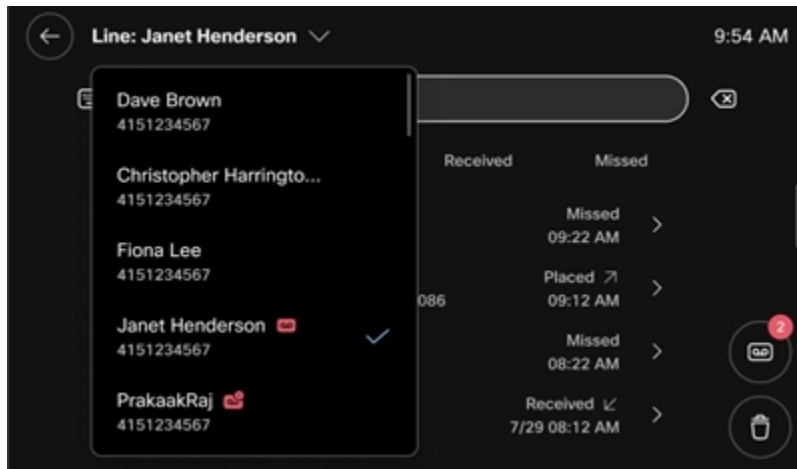 Line: Janet Henderson
9:54 AM
Dave Brown
4151234567
Christopher Harringto...
4151234567
Fiona Lee
4151234567
Janet Henderson
4151234567
PrakaakRaj
4151234567
Received Missed
Missed
09:22 AM
Placed
086 09:12 AM
Missed
08:22 AM
Received
7/29 08:12 AM
2